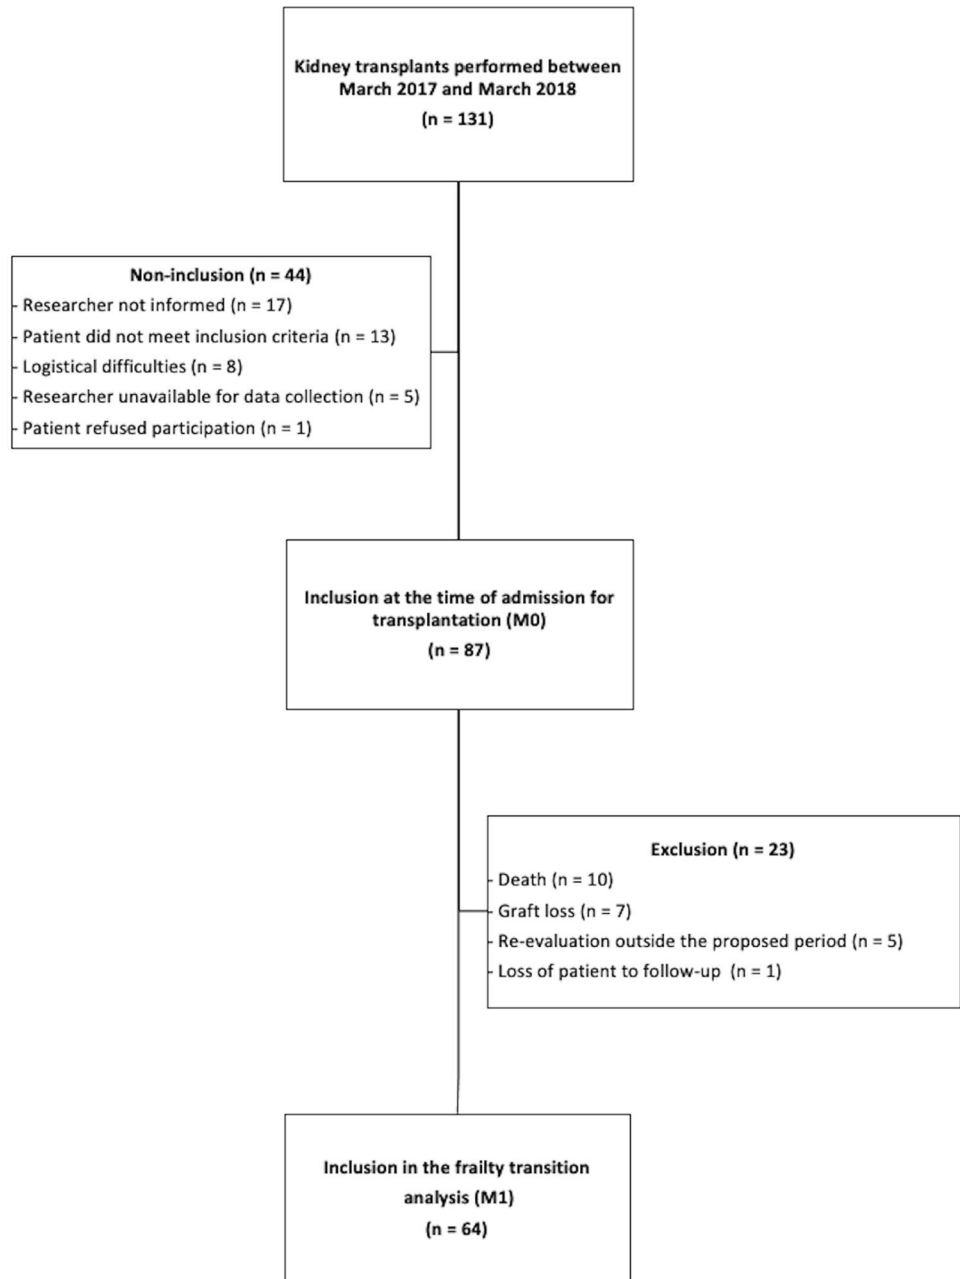 Kidney transplants performed between
March 2017 and March 2018
(n = 131)
Non-inclusion (n = 44)
- Researcher not informed (n = 17)
- Patient did not meet inclusion criteria (n = 13)
- Logistical difficulties (n = 8)
- Researcher unavailable for data collection (n = 5)
- Patient refused participation (n = 1)
Inclusion at the time of admission for
transplantation (M0)
(n = 87)
Exclusion (n = 23)
- Death (n = 10)
- Graft loss (n = 7)
- Re-evaluation outside the proposed period (n = 5)
- Loss of patient to follow-up (n = 1)
Inclusion in the frailty transition
analysis (M1)
(n = 64)